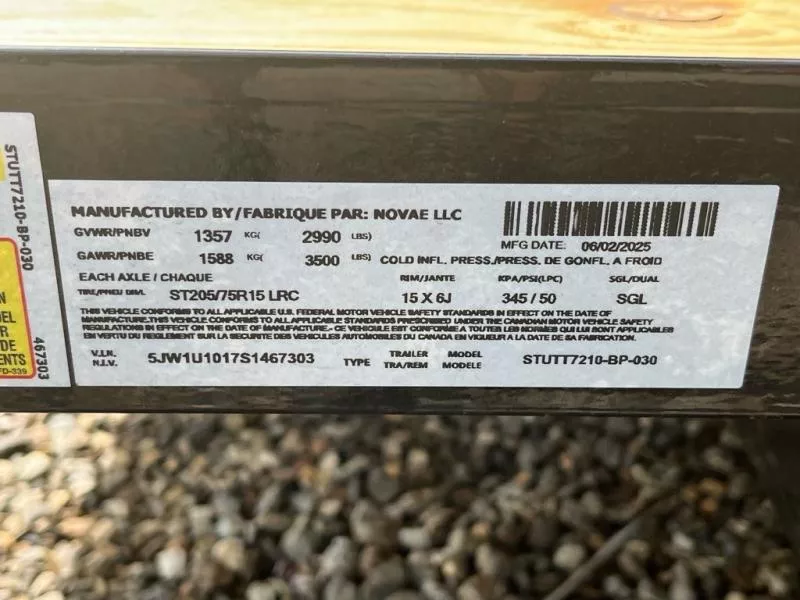 MANUFACTURED BY/FABRIQUE PAR: NOVAE LLC
GVWR/PNBV 1357 KG( 2990 LBS)
MFG DATE: 06/02/2025
GAWR/PNBE 1588 KG( 3500 LBS) COLD INFL. PRESS/PRESS. DE GONFL. A FROID
EACH AXLE / CHAQUE RIM/JANTE KPA/PSI(LPC) SGL/DUAL
TIRE/PNEU DIM. ST205/75R15 LRC 15 X 6J 345 / 50 SGL
THIS VEHICLE CONFORMS TO ALL APPLICABLE U.S. FEDERAL MOTOR VEHICLE SAFETY STANDARDS IN EFFECT ON THE DATE OF
MANUFACTURE.THIS VEHICLE CONFORMS TO ALL APPLICABLE STANDARDS PRESCRIBED UNDER THE CANADIAN MOTOR VEHICLE SAFETY
REGULATIONS IN EFFECT ON THE DATE OF MANUFACTURE.- CE VEHICULE EST CONFORME A TOUTES LES NORMES QUI LUI SONT APPLICABLES
EN VERTU DU REGLEMENT SUR LA SECURITE DES VEHICULES AUTOMOBILES DU CANADA EN VIGUEUR A LA DATE DE SA FABRICATION.
V.I.N. 5JW1U1017S1467303 TYPE TRAILER MODEL STUTT7210-BP-030
N.I.V. TRA/REM MODELE
STUTT7210-BP-030
467303
ENTS
FD-339